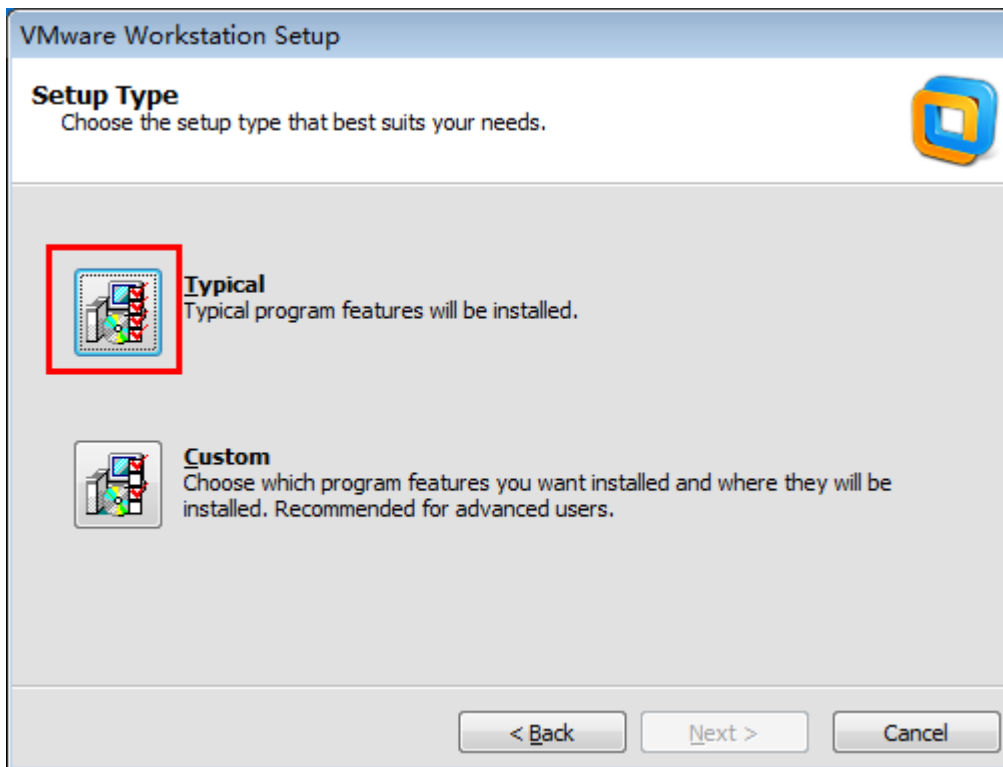 VMware Workstation Setup
Setup Type
Choose the setup type that best suits your needs.
Typical
Typical program features will be installed.
Custom
Choose which program features you want installed and where they will be
installed. Recommended for advanced users.
< Back
Next >
Cancel